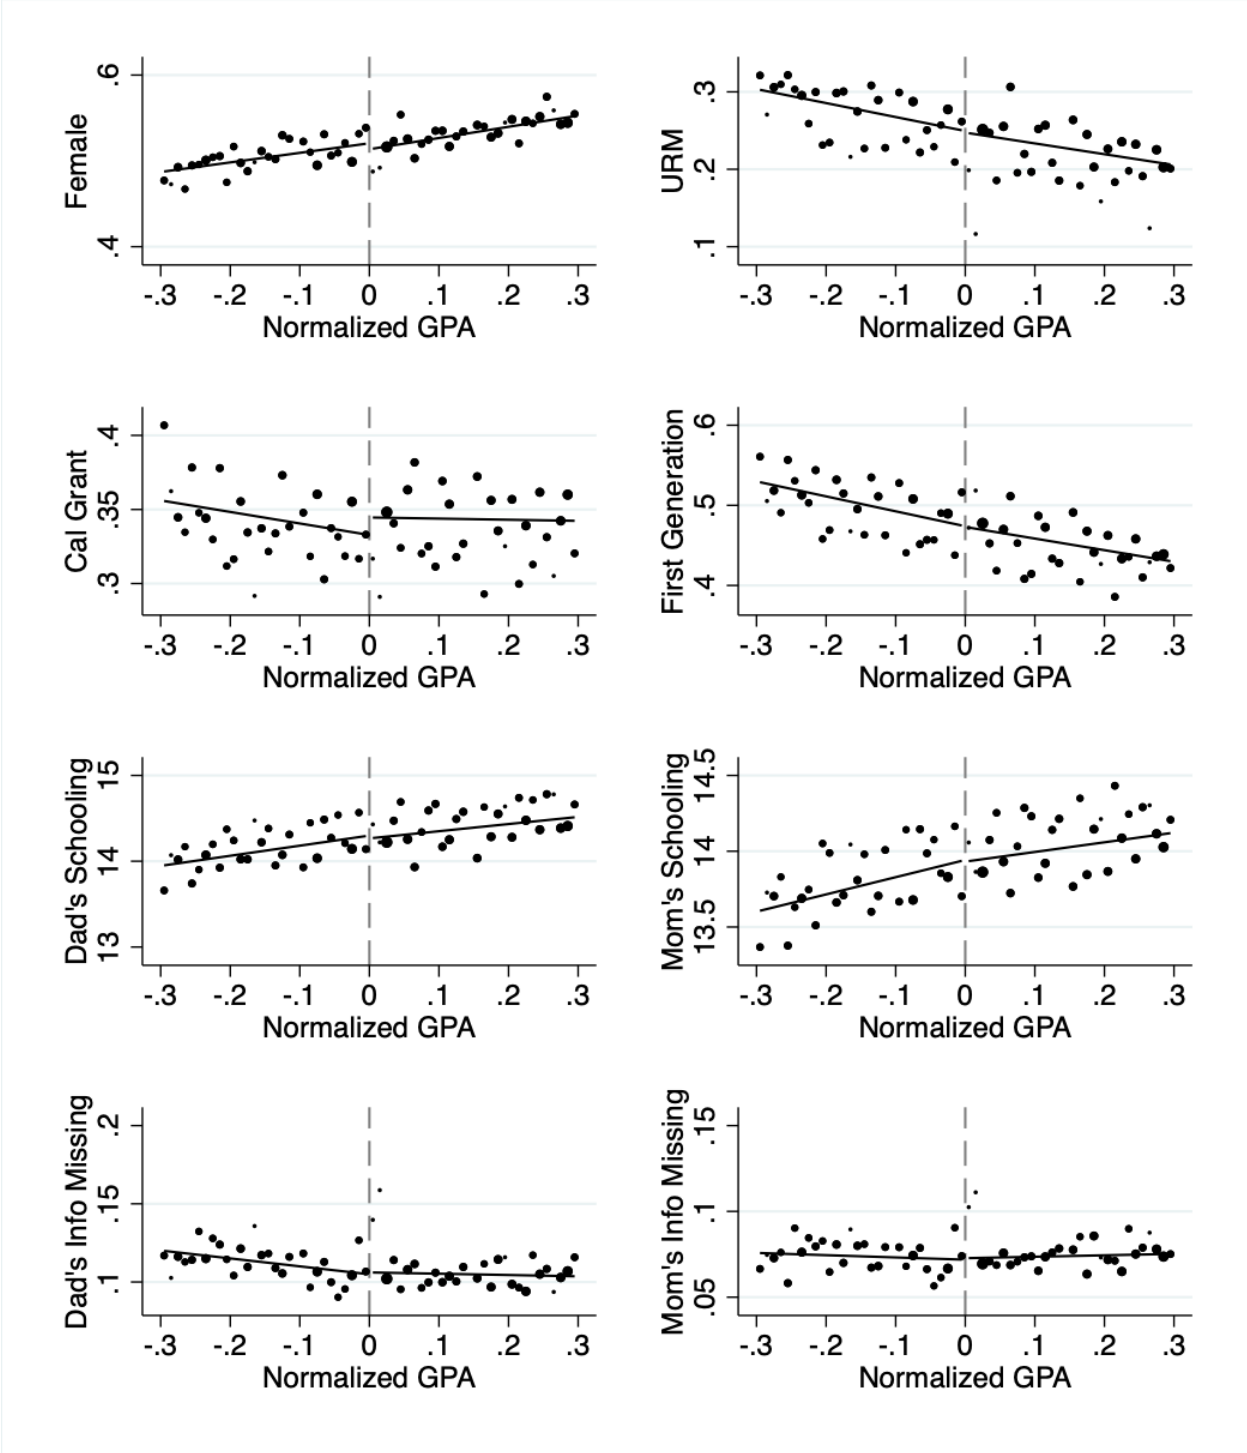 Female
.6
.4
-.3 -.2 -.1 0 .1 .2 .3
Normalized GPA
URM
.3
.2
.1
-.3 -.2 -.1 0 .1 .2 .3
Normalized GPA
Cal Grant
.4
.35
.3
-.3 -.2 -.1 0 .1 .2 .3
Normalized GPA
First Generation
.6
.5
.4
-.3 -.2 -.1 0 .1 .2 .3
Normalized GPA
Dad's Schooling
15
14
13
-.3 -.2 -.1 0 .1 .2 .3
Normalized GPA
Mom's Schooling
14.5
14
13.5
-.3 -.2 -.1 0 .1 .2 .3
Normalized GPA
Dad's Info Missing
.2
.15
.1
-.3 -.2 -.1 0 .1 .2 .3
Normalized GPA
Mom's Info Missing
.15
.1
.05
-.3 -.2 -.1 0 .1 .2 .3
Normalized GPA